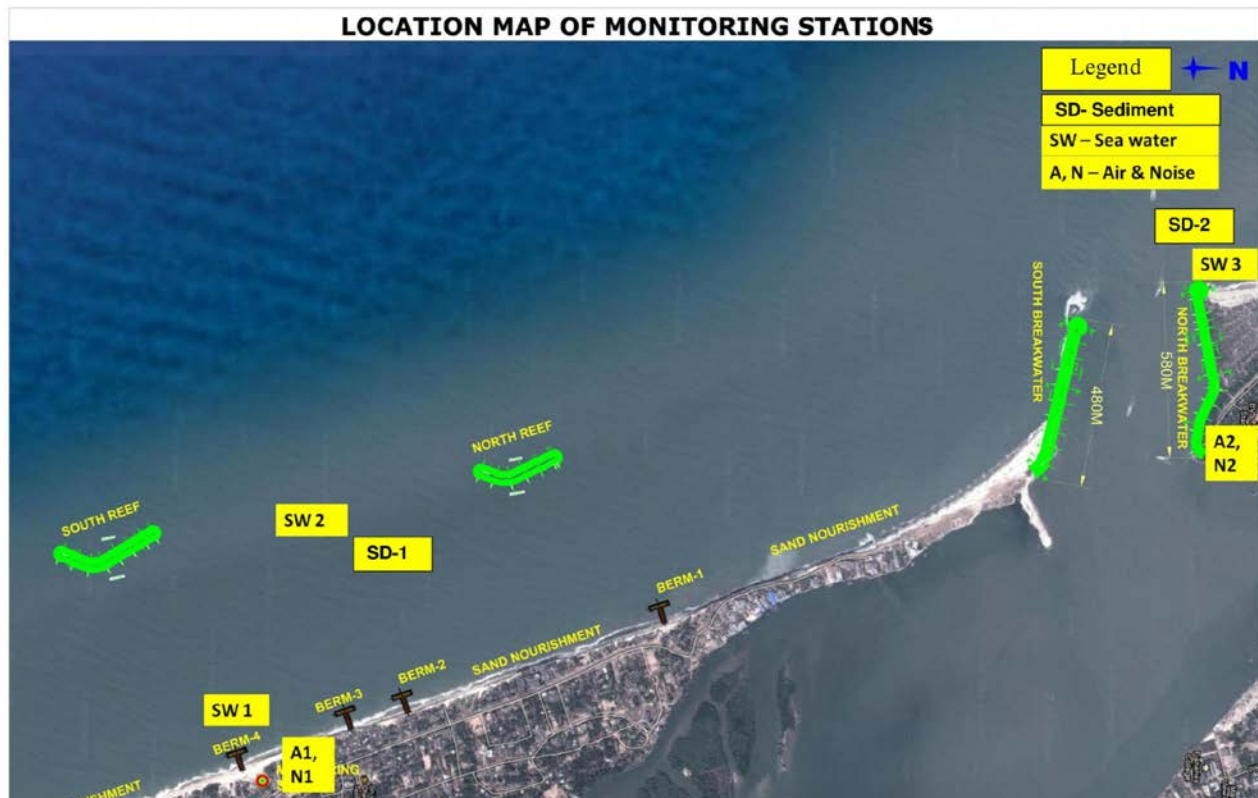 LOCATION MAP OF MONITORING STATIONS
Legend
N
SD- Sediment
SW – Sea water
A, N – Air & Noise
SD-2
SW 3
SOUTH BREAKWATER
480M
NORTH BREAKWATER
580M
A2,
N2
NORTH REEF
SOUTH REEF
SW 2
SD-1
SAND NOURISHMENT
BERM-1
SAND NOURISHMENT
BERM-2
BERM-3
SW 1
BERM-4
A1,
N1